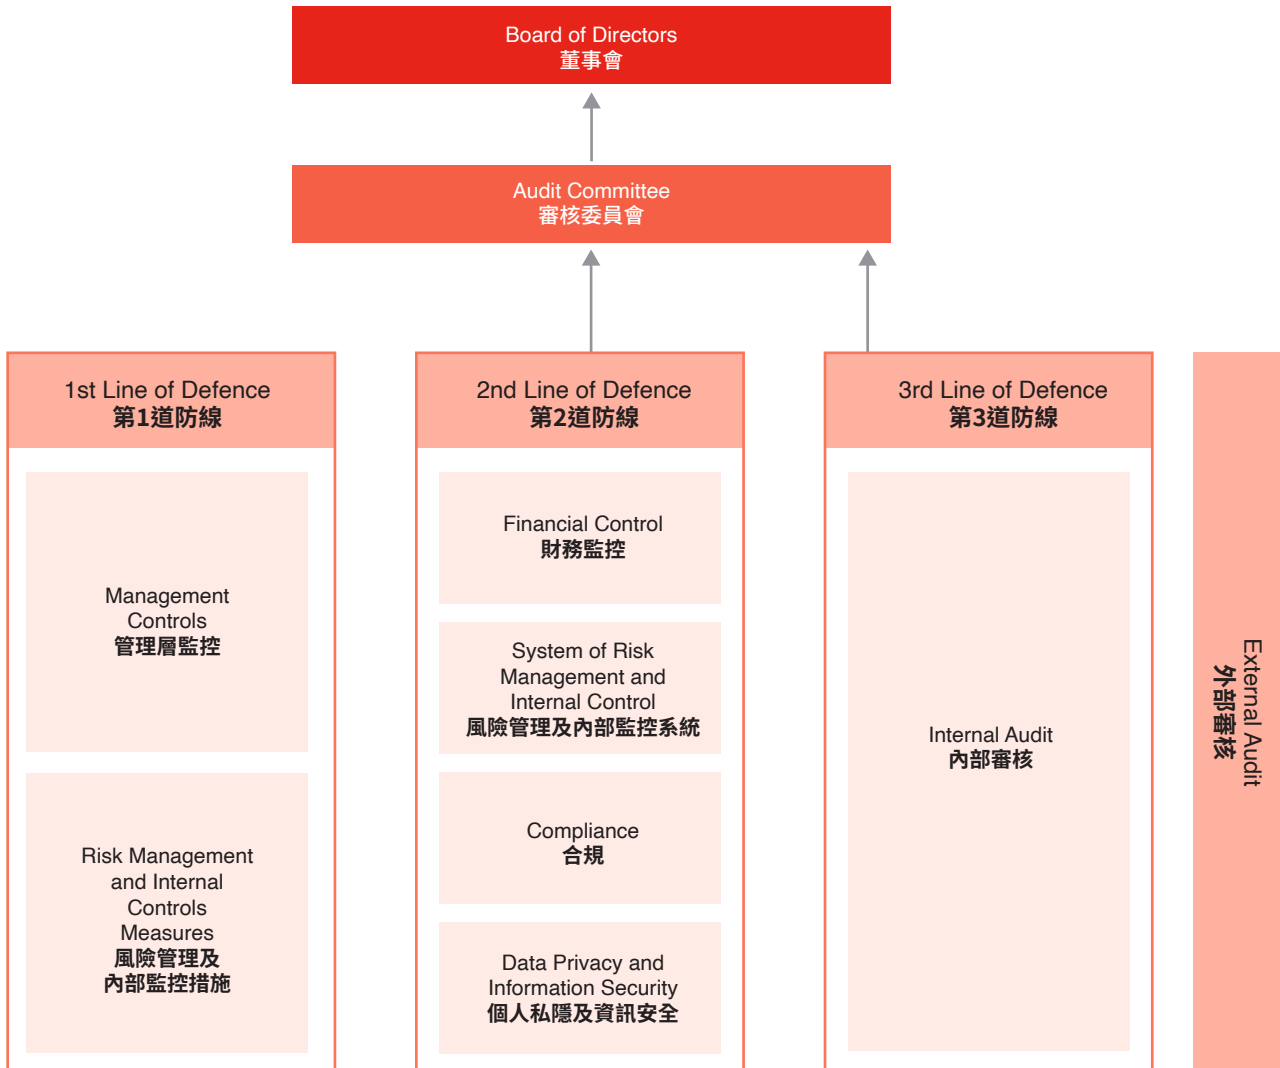 Board of Directors
董事會
Audit Committee
審核委員會
1st Line of Defence
第1道防線
Management
Controls
管理層監控
Risk Management
and Internal
Controls
Measures
風險管理及
內部監控措施
2nd Line of Defence
第2道防線
Financial Control
財務監控
System of Risk
Management and
Internal Control
風險管理及內部監控系統
Compliance
合規
Data Privacy and
Information Security
個人私隱及資訊安全
3rd Line of Defence
第3道防線
Internal Audit
內部審核
External Audit
外部審核